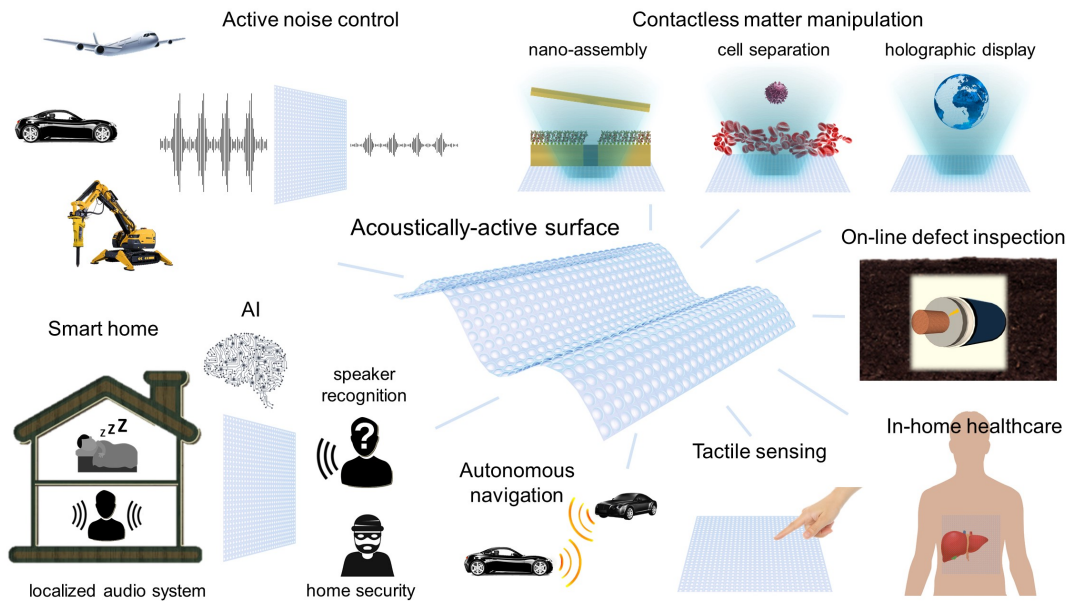 Active noise control
Contactless matter manipulation
nano-assembly
cell separation
holographic display
Acoustically-active surface
On-line defect inspection
Smart home
AI
speaker
recognition
?
z z Z
In-home healthcare
Tactile sensing
Autonomous
navigation
localized audio system
home security